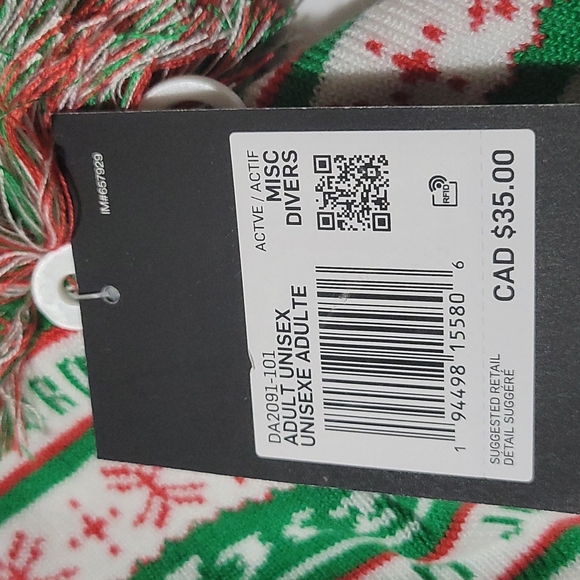 IM#657929
ACTVE / ACTIF
MISC
DIVERS
DA2091-101
ADULT UNISEX
UNISEXE ADULTE
RFID
1 94498 15580 6
SUGGESTED RETAIL
DÉTAIL SUGGÉRÉ
CAD $35.00